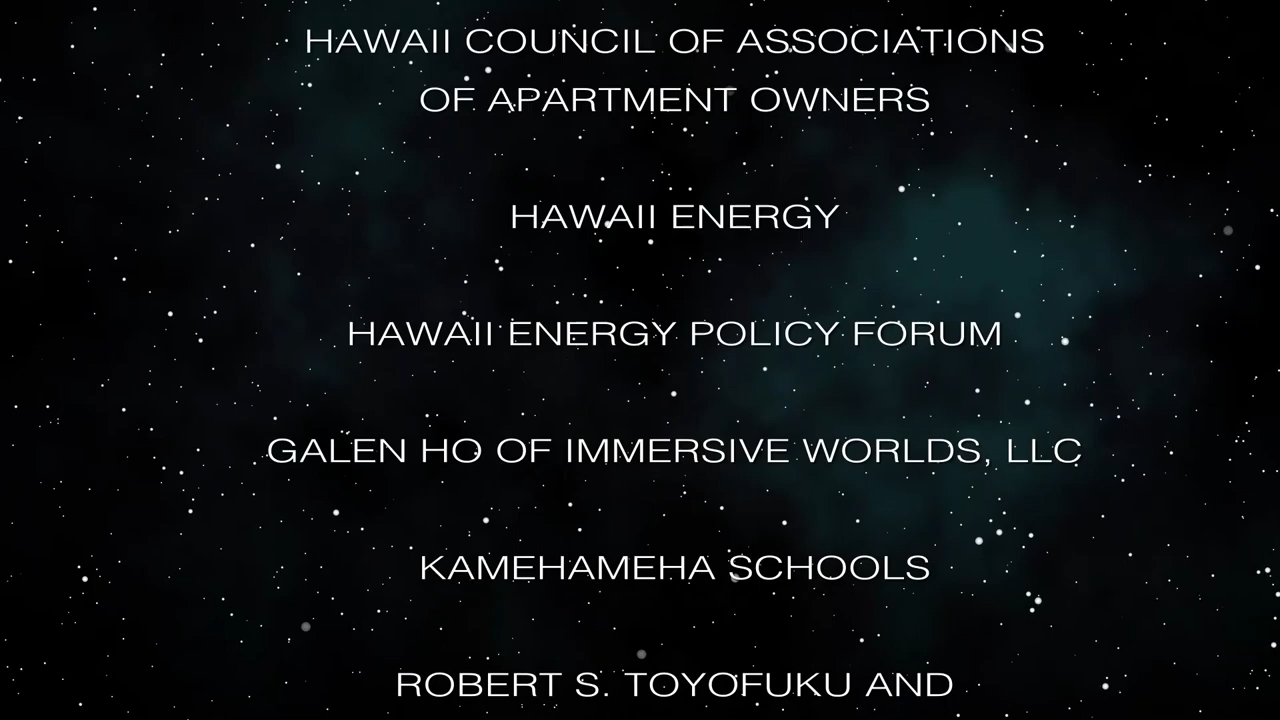 HAWAII COUNCIL OF ASSOCIATIONS
OF APARTMENT OWNERS
HAWAII ENERGY
HAWAII ENERGY POLICY FORUM
GALEN HO OF IMMERSIVE WORLDS, LLC
KAMEHAMEHA SCHOOLS
ROBERT S. TOYOFUKU AND